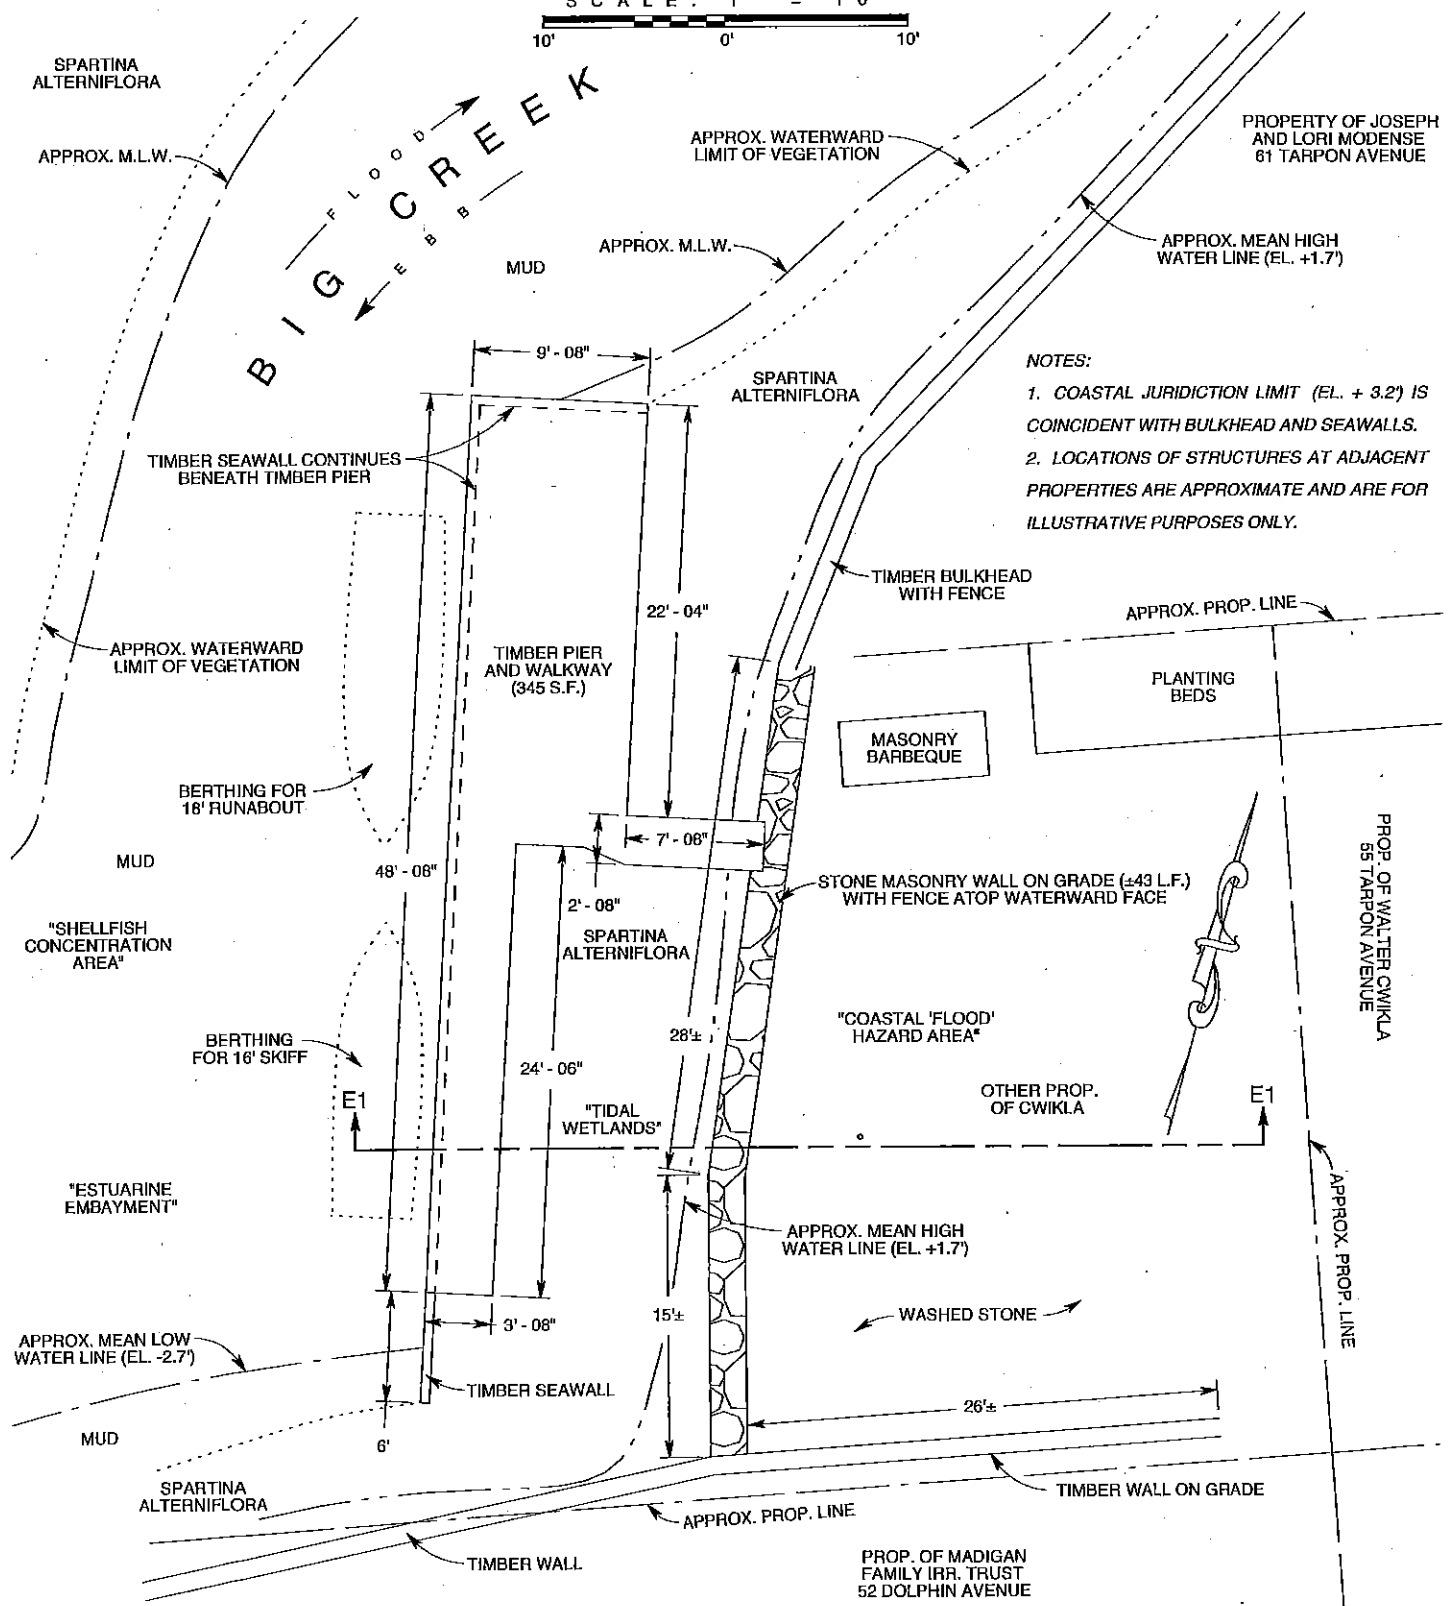 SCALE: 1" = 10'
10' 0' 10'
SPARTINA
ALTERNIFLORA
APPROX. M.L.W.
FLOOD
BIG CREEK
EBB
MUD
APPROX. WATERWARD
LIMIT OF VEGETATION
APPROX. M.L.W.
PROPERTY OF JOSEPH
AND LORI MODENSE
61 TARPON AVENUE
APPROX. MEAN HIGH
WATER LINE (EL. +1.7')
9' - 08"
SPARTINA
ALTERNIFLORA
NOTES:
1. COASTAL JURIDICTION LIMIT (EL. + 3.2') IS
COINCIDENT WITH BULKHEAD AND SEAWALLS.
2. LOCATIONS OF STRUCTURES AT ADJACENT
PROPERTIES ARE APPROXIMATE AND ARE FOR
ILLUSTRATIVE PURPOSES ONLY.
TIMBER SEAWALL CONTINUES
BENEATH TIMBER PIER
TIMBER BULKHEAD
WITH FENCE
22' - 04"
APPROX. PROP. LINE
APPROX. WATERWARD
LIMIT OF VEGETATION
TIMBER PIER
AND WALKWAY
(345 S.F.)
PLANTING
BEDS
MASONRY
BARBEQUE
BERTHING FOR
18' RUNABOUT
7' - 06"
MUD
48' - 06"
STONE MASONRY WALL ON GRADE (±43 L.F.)
WITH FENCE ATOP WATERWARD FACE
PROP. OF WALTER CWIKLA
55 TARPON AVENUE
2' - 08"
"SHELLFISH
CONCENTRATION
AREA"
SPARTINA
ALTERNIFLORA
28'±
"COASTAL 'FLOOD'
HAZARD AREA"
BERTHING
FOR 16' SKIFF
24' - 06"
OTHER PROP.
OF CWIKLA
E1
E1
"TIDAL
WETLANDS"
"ESTUARINE
EMBAYMENT"
APPROX. MEAN HIGH
WATER LINE (EL. +1.7')
APPROX. PROP. LINE
15'±
WASHED STONE
3' - 08"
APPROX. MEAN LOW
WATER LINE (EL. -2.7')
TIMBER SEAWALL
26'±
MUD
6'
SPARTINA
ALTERNIFLORA
TIMBER WALL ON GRADE
APPROX. PROP. LINE
TIMBER WALL
PROP. OF MADIGAN
FAMILY IRR. TRUST
52 DOLPHIN AVENUE